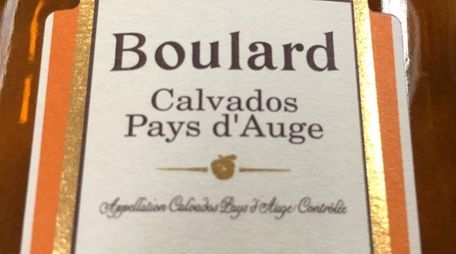 Boulard
Calvados
Pays d'Auge
Appellation Calvados Pays d'Auge Contrôlée